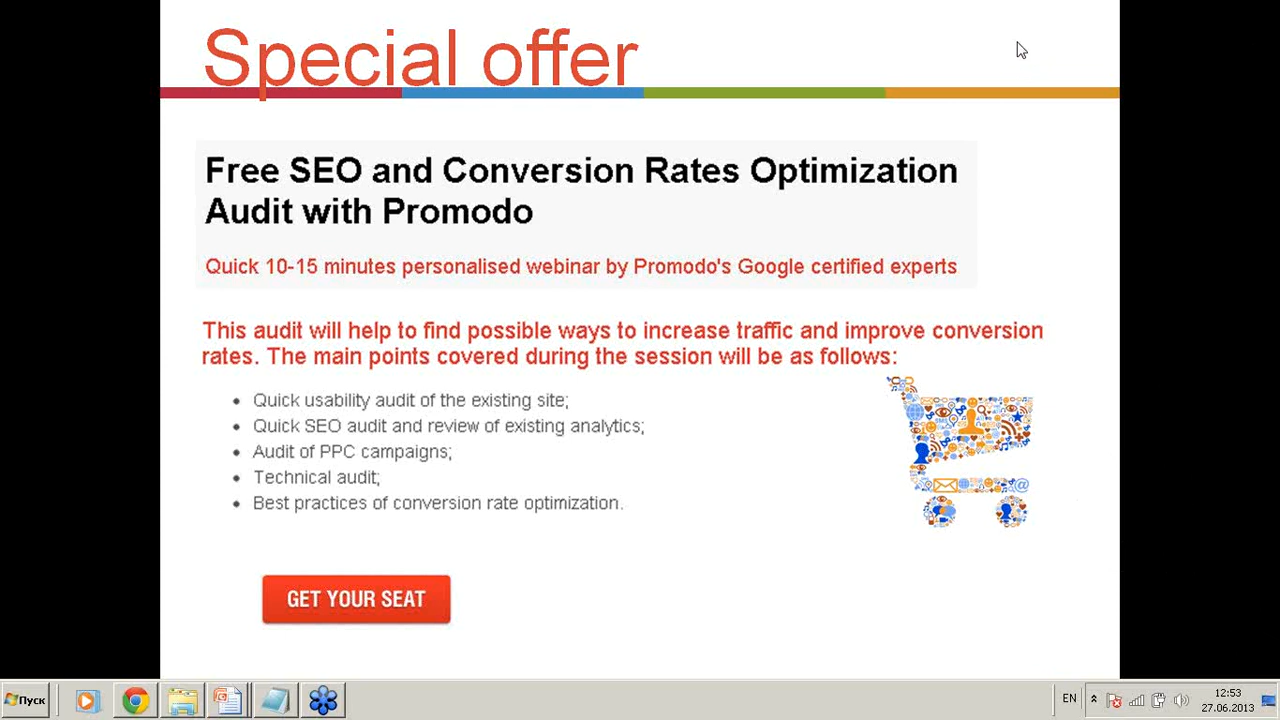 Special offer
Free SEO and Conversion Rates Optimization
Audit with Promodo
Quick 10-15 minutes personalised webinar by Promodo's Google certified experts
This audit will help to find possible ways to increase traffic and improve conversion
rates. The main points covered during the session will be as follows:
• Quick usability audit of the existing site;
• Quick SEO audit and review of existing analytics;
• Audit of PPC campaigns;
• Technical audit;
• Best practices of conversion rate optimization.
GET YOUR SEAT
Пуск
EN
12:53
27.06.2013